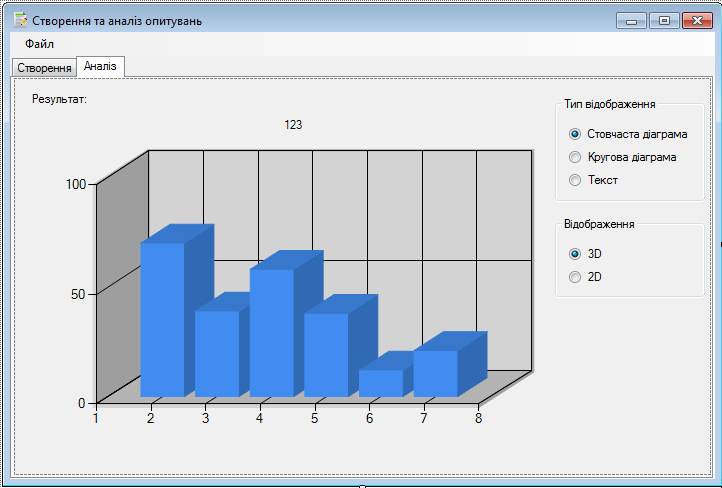 Створення та аналіз опитувань
Файл
Створення Аналіз
Результат:
123
100
50
0
1 2 3 4 5 6 7 8
Тип відображення
Стовчаста діаграма
Кругова діаграма
Текст
Відображення
3D
2D